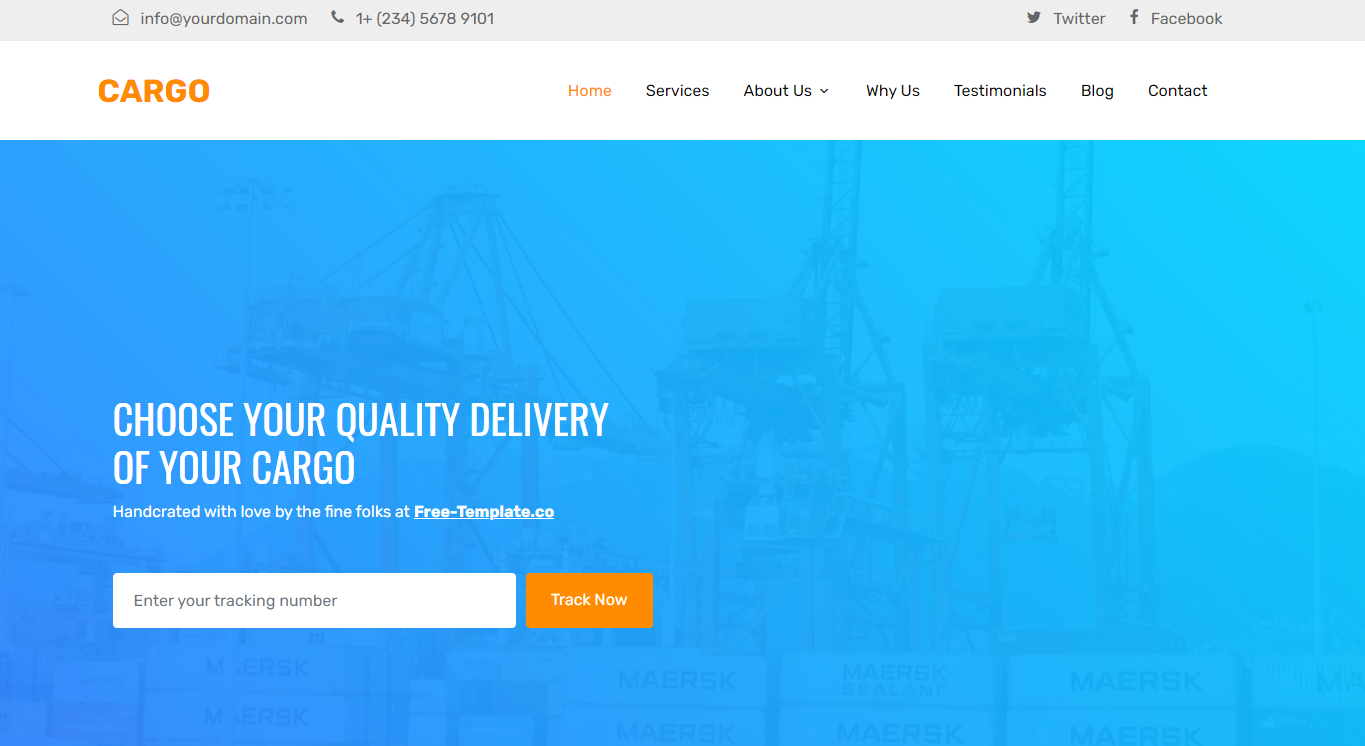 info@yourdomain.com 1+ (234) 5678 9101 Twitter Facebook
CARGO Home Services About Us Why Us Testimonials Blog Contact
CHOOSE YOUR QUALITY DELIVERY
OF YOUR CARGO
Handcrated with love by the fine folks at Free-Template.co
Enter your tracking number Track Now
MAERSK MAERSK MAERSK MAERSK
SEALAND
MAERSK MAERSK MAERSK MAERSK